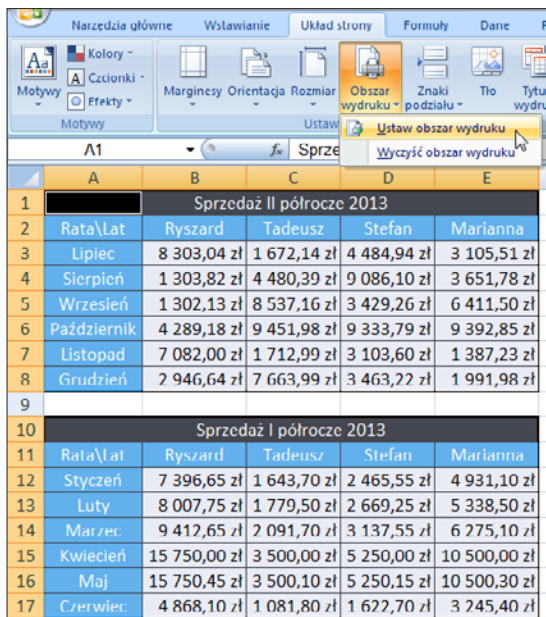 Narzędzia główne Wstawianie Układ strony Formuły Dane F
Kolory
Czcionki
Efekty
Motywy
Marginesy Orientacja Rozmiar Obszar wydruku Znaki podziału Tło Tytu wydru
Motywy Ustaw
Ustaw obszar wydruku
Wyczyść obszar wydruku
A1 fx Sprze
A B C D E
1 Sprzedaż II półrocze 2013
2 Rata\Lat Ryszard Tadeusz Stefan Marianna
3 Lipiec 8 303,04 zł 1 672,14 zł 4 484,94 zł 3 105,51 zł
4 Sierpień 1 303,82 zł 4 480,39 zł 9 086,10 zł 3 651,78 zł
5 Wrzesień 1 302,13 zł 8 537,16 zł 3 429,26 zł 6 411,50 zł
6 Październik 4 289,18 zł 9 451,98 zł 9 333,79 zł 9 392,85 zł
7 Listopad 7 082,00 zł 1 712,99 zł 3 103,60 zł 1 387,23 zł
8 Grudzień 2 946,64 zł 7 663,99 zł 3 463,22 zł 1 991,98 zł
9
10 Sprzedaż I półrocze 2013
11 Rata\Lat Ryszard Tadeusz Stefan Marianna
12 Styczeń 7 396,65 zł 1 643,70 zł 2 465,55 zł 4 931,10 zł
13 Luty 8 007,75 zł 1 779,50 zł 2 669,25 zł 5 338,50 zł
14 Marzec 9 412,65 zł 2 091,70 zł 3 137,55 zł 6 275,10 zł
15 Kwiecień 15 750,00 zł 3 500,00 zł 5 250,00 zł 10 500,00 zł
16 Maj 15 750,45 zł 3 500,10 zł 5 250,15 zł 10 500,30 zł
17 Czerwiec 4 868,10 zł 1 081,80 zł 1 622,70 zł 3 245,40 zł